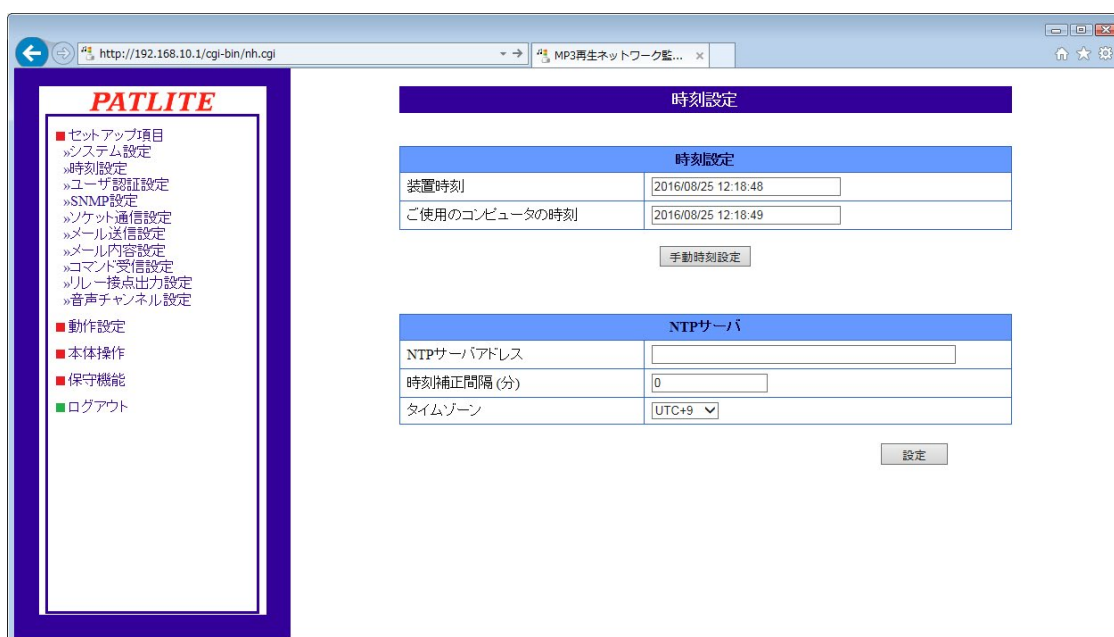 http://192.168.10.1/cgi-bin/nh.cgi
MP3再生ネットワーク監...
PATLITE
セットアップ項目
»システム設定
»時刻設定
»ユーザ認証設定
»SNMP設定
»ソケット通信設定
»メール送信設定
»メール内容設定
»コマンド受信設定
»リレー接点出力設定
»音声チャンネル設定
動作設定
本体操作
保守機能
ログアウト
時刻設定
時刻設定
装置時刻 2016/08/25 12:18:48
ご使用のコンピュータの時刻 2016/08/25 12:18:49
手動時刻設定
NTPサーバ
NTPサーバアドレス
時刻補正間隔(分) 0
タイムゾーン UTC+9
設定